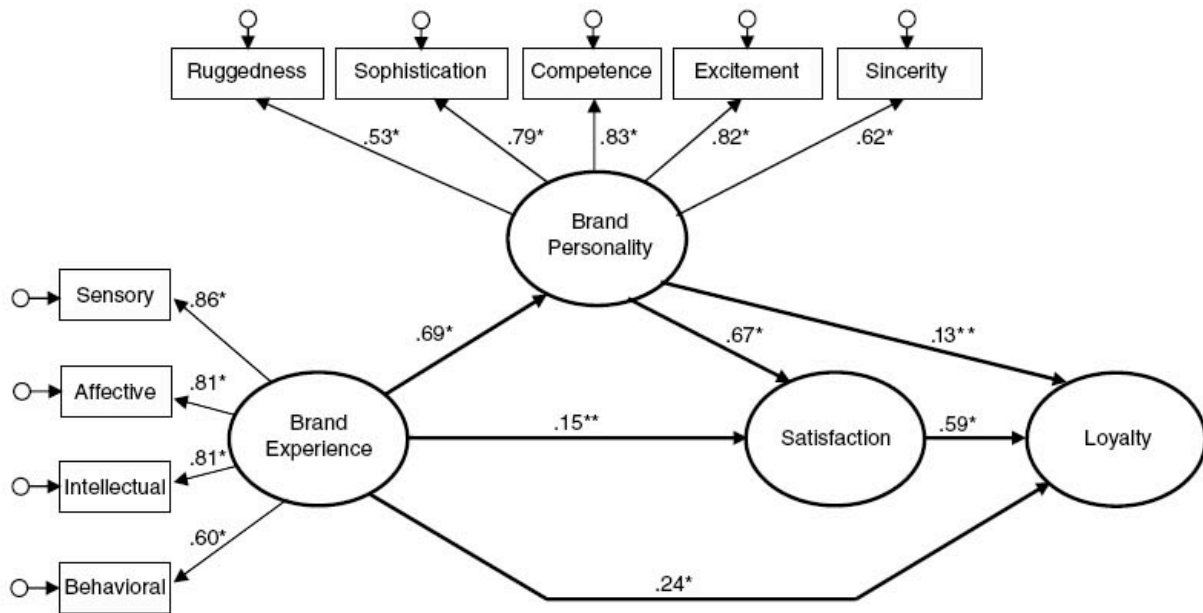 Ruggedness
Sophistication
Competence
Excitement
Sincerity
.53*
.79*
.83*
.82*
.62*
Brand
Personality
Sensory
.86*
.69*
.67*
.13**
Affective
.81*
Brand
Experience
.15**
Satisfaction
.59*
Loyalty
.81*
Intellectual
.60*
Behavioral
.24*